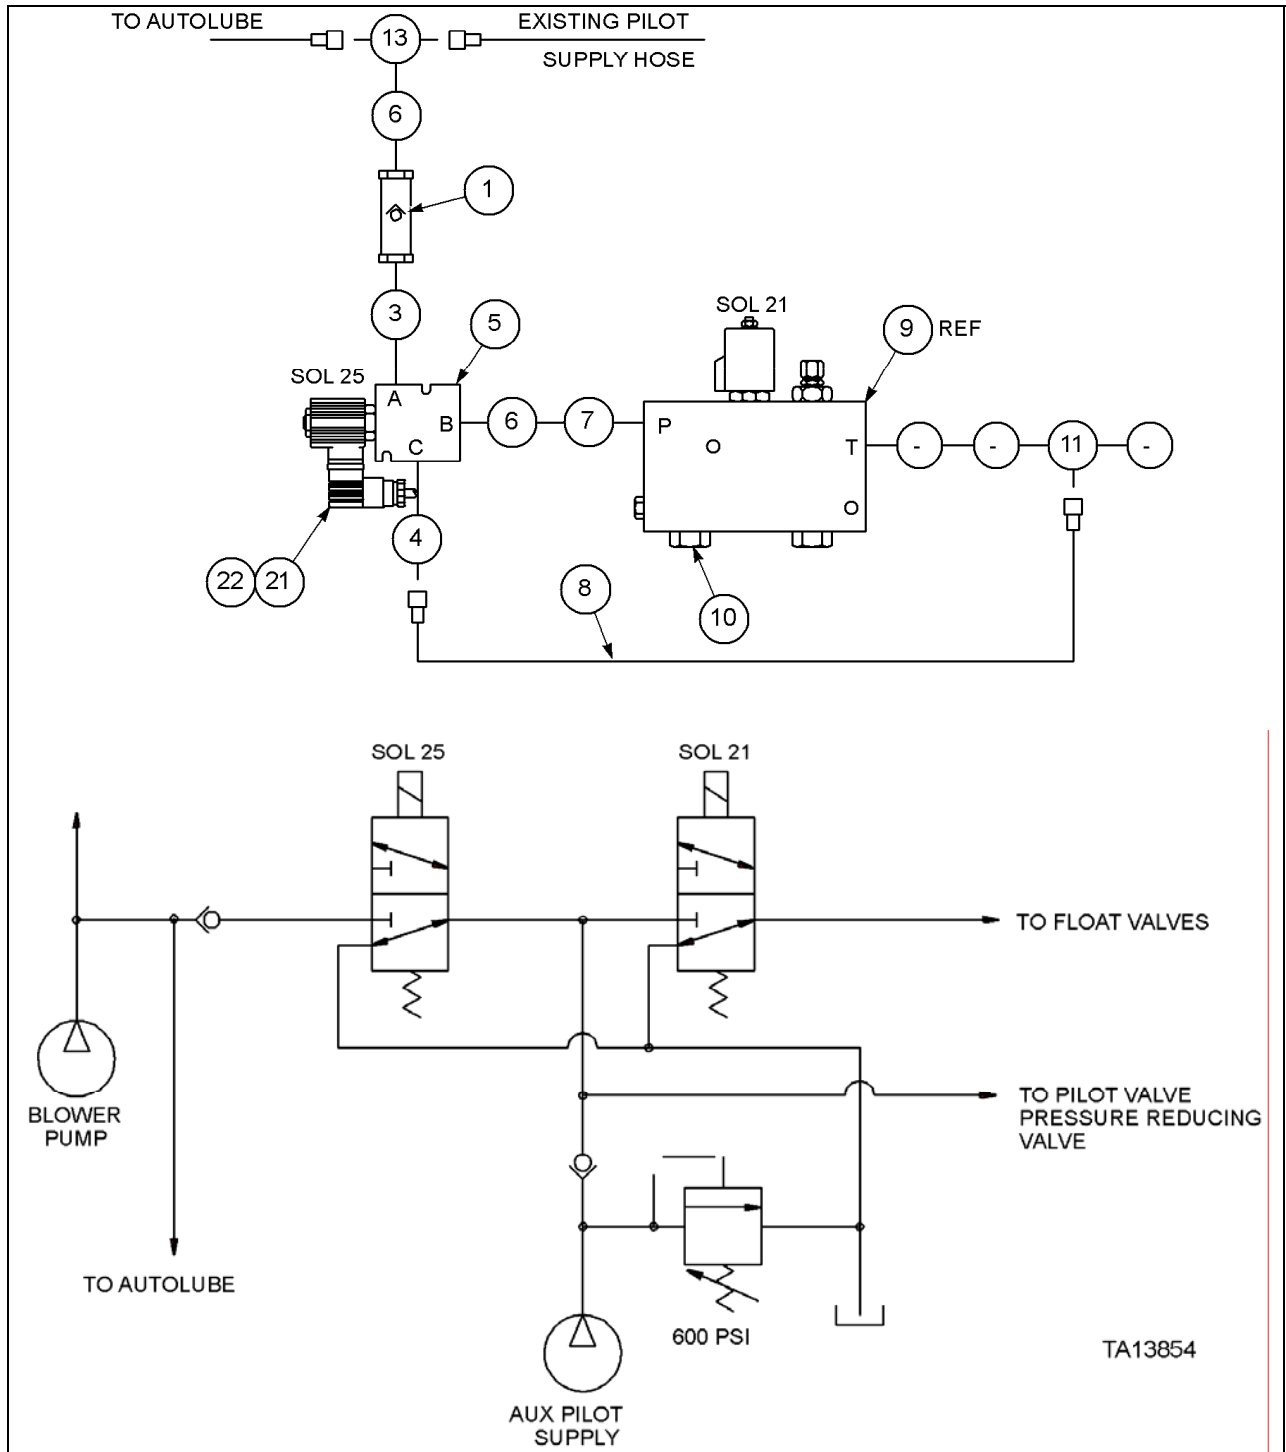 TO AUTOLUBE
13
EXISTING PILOT
SUPPLY HOSE
6
1
3
5
SOL 21
9 REF
SOL 25
A
B
C
6
7
P
O
T
O
-
-
11
-
4
22
21
8
10
SOL 25
SOL 21
TO FLOAT VALVES
BLOWER
PUMP
TO PILOT VALVE
PRESSURE REDUCING
VALVE
TO AUTOLUBE
600 PSI
TA13854
AUX PILOT
SUPPLY